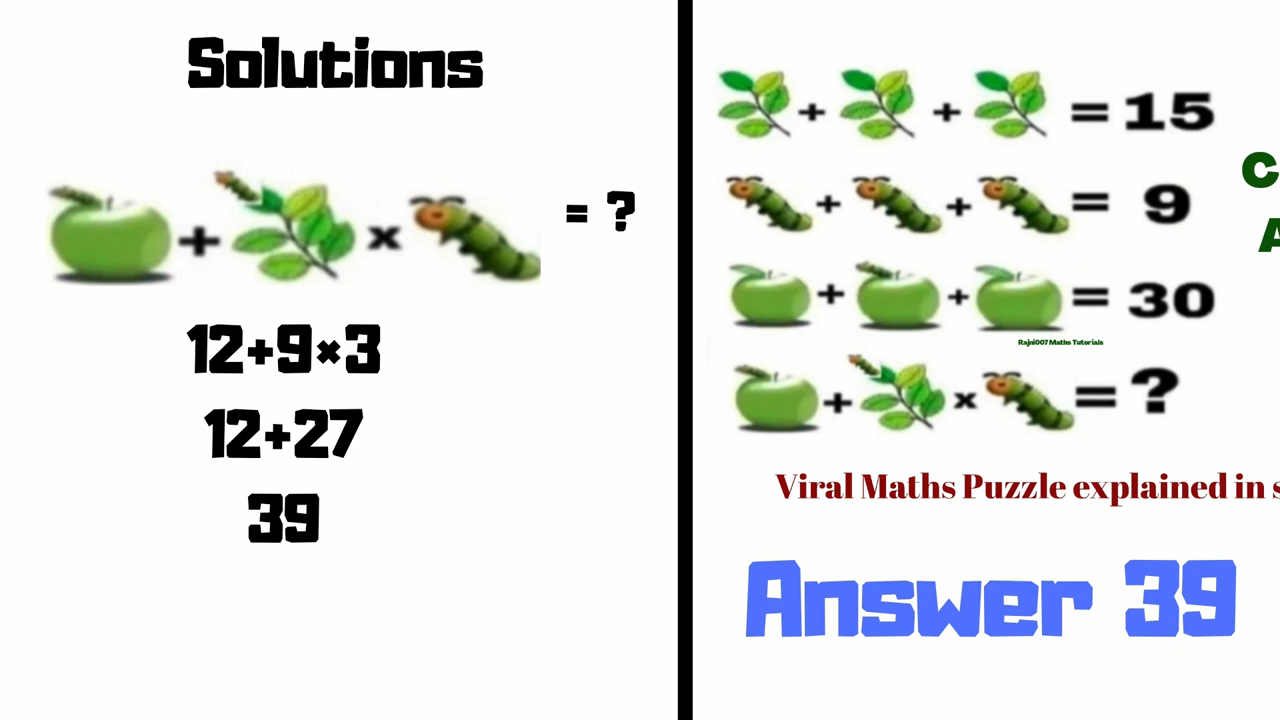 Solutions
+ x = ?
12+9×3
12+27
39
+ + = 15
+ + = 9
+ + = 30
Rajni007 Maths Tutorials
+ x = ?
C
A
Viral Maths Puzzle explained in s
Answer 39